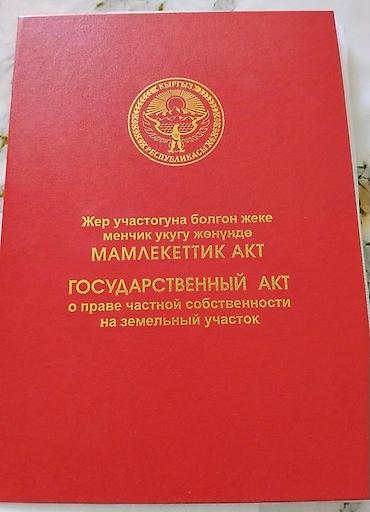 КЫРГЫЗ
РЕСПУБЛИКАСЫ
Жер участогуна болгон жеке
менчик укугу жөнүндө
МАМЛЕКЕТТИК АКТ
ГОСУДАРСТВЕННЫЙ АКТ
о праве частной собственности
на земельный участок